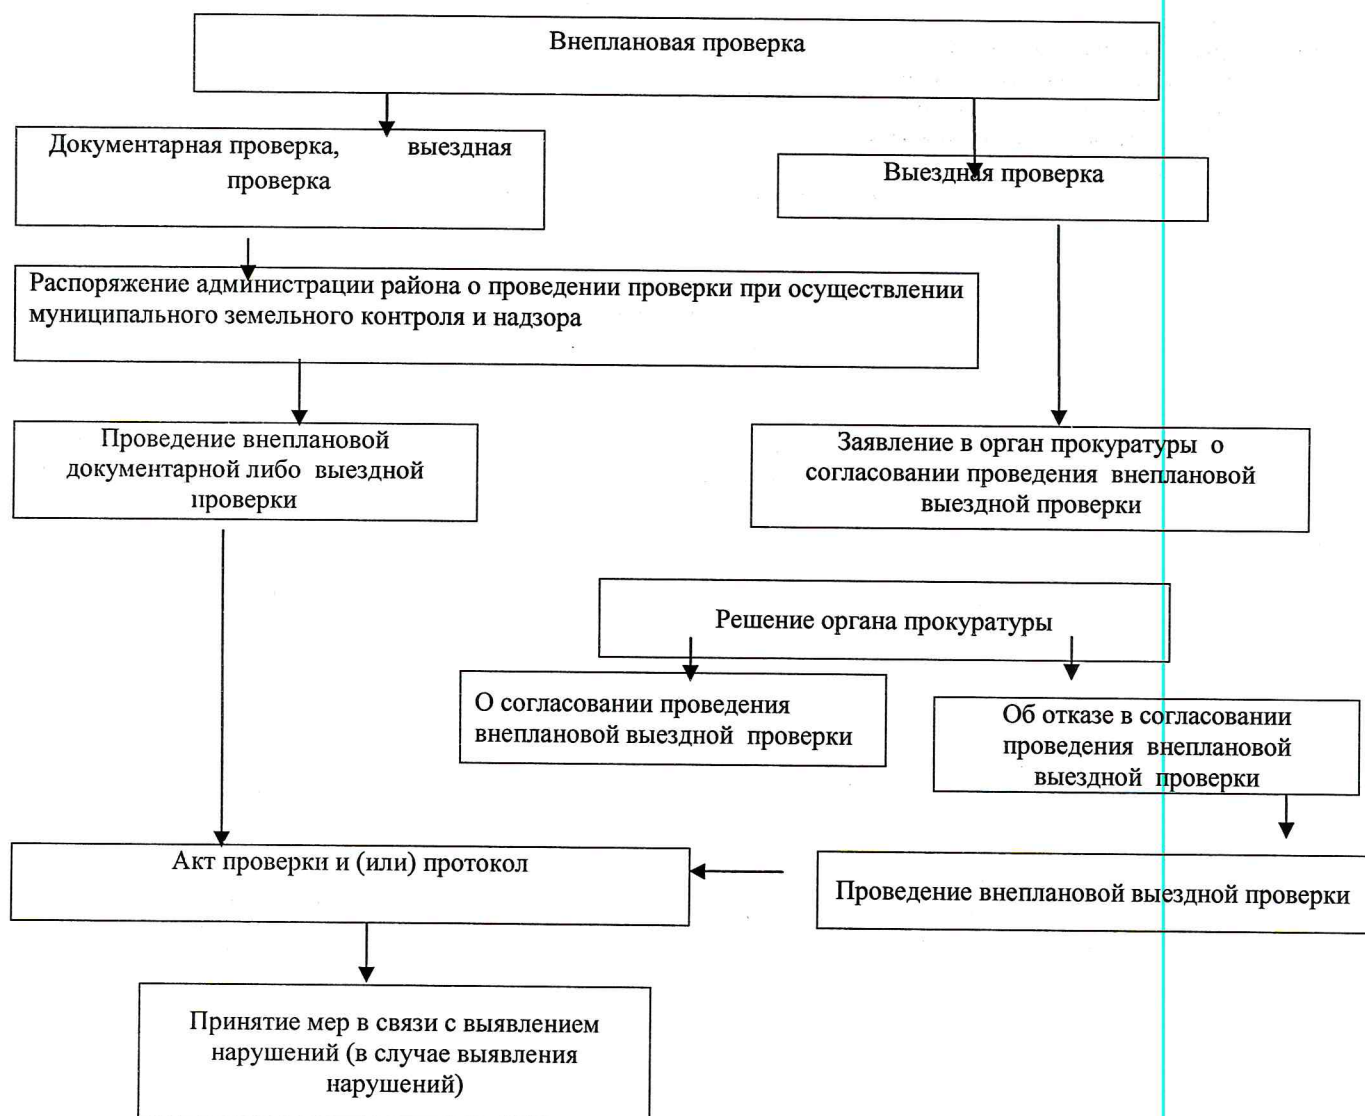 Внеплановая проверка
Документарная проверка, выездная
проверка
Выездная проверка
Распоряжение администрации района о проведении проверки при осуществлении
муниципального земельного контроля и надзора
Проведение внеплановой
документарной либо выездной
проверки
Заявление в орган прокуратуры о
согласовании проведения внеплановой
выездной проверки
Решение органа прокуратуры
О согласовании проведения
внеплановой выездной проверки
Об отказе в согласовании
проведения внеплановой
выездной проверки
Акт проверки и (или) протокол
Проведение внеплановой выездной проверки
Принятие мер в связи с выявлением
нарушений (в случае выявления
нарушений)